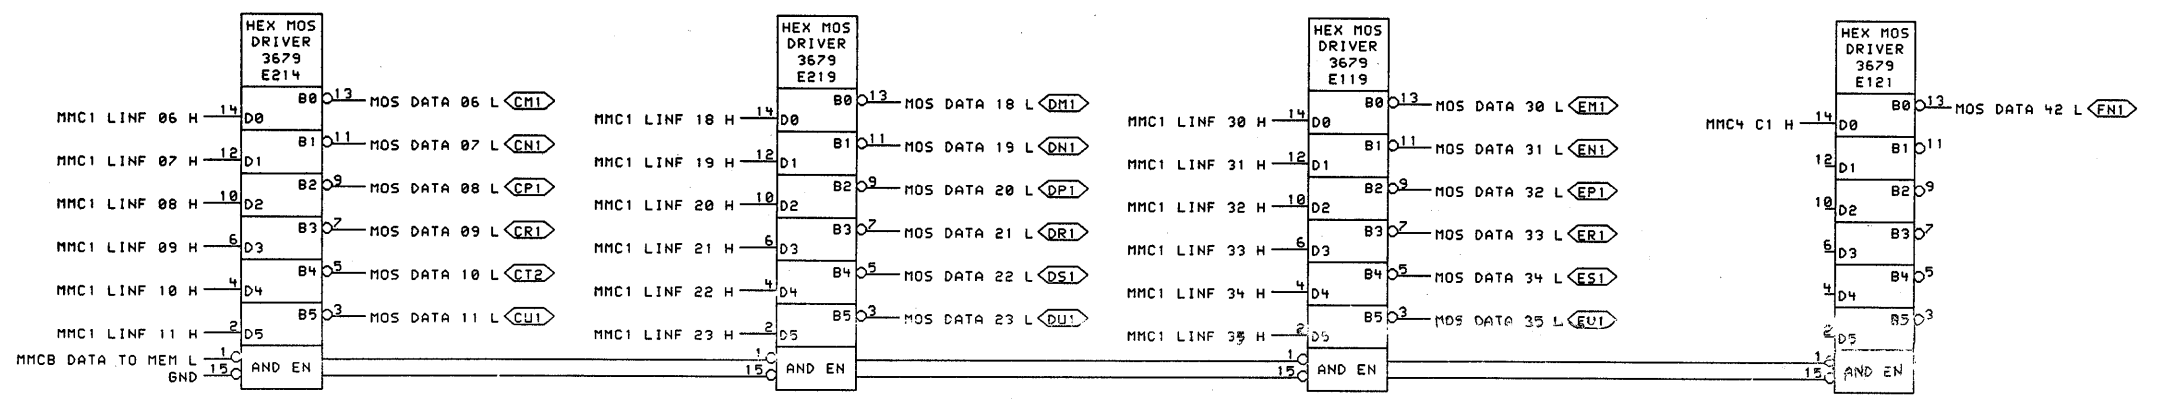 HEX MOS
DRIVER
3679
E214
B0 13 MOS DATA 06 L CM1
MMC1 LINF 06 H 14 D0
B1 11 MOS DATA 07 L CN1
MMC1 LINF 07 H 12 D1
B2 9 MOS DATA 08 L CP1
MMC1 LINF 08 H 10 D2
B3 7 MOS DATA 09 L CR1
MMC1 LINF 09 H 6 D3
B4 5 MOS DATA 10 L CT2
MMC1 LINF 10 H 4 D4
B5 3 MOS DATA 11 L CU1
MMC1 LINF 11 H 2 D5
MMCB DATA TO MEM L 1
GND 15 AND EN
HEX MOS
DRIVER
3679
E219
B0 13 MOS DATA 18 L DM1
MMC1 LINF 18 H 14 D0
B1 11 MOS DATA 19 L DN1
MMC1 LINF 19 H 12 D1
B2 9 MOS DATA 20 L DP1
MMC1 LINF 20 H 10 D2
B3 7 MOS DATA 21 L DR1
MMC1 LINF 21 H 6 D3
B4 5 MOS DATA 22 L DS1
MMC1 LINF 22 H 4 D4
B5 3 MOS DATA 23 L DU1
MMC1 LINF 23 H 2 D5
1
15 AND EN
HEX MOS
DRIVER
3679
E119
B0 13 MOS DATA 30 L EM1
MMC1 LINF 30 H 14 D0
B1 11 MOS DATA 31 L EN1
MMC1 LINF 31 H 12 D1
B2 9 MOS DATA 32 L EP1
MMC1 LINF 32 H 10 D2
B3 7 MOS DATA 33 L ER1
MMC1 LINF 33 H 6 D3
B4 5 MOS DATA 34 L ES1
MMC1 LINF 34 H 4 D4
B5 3 MOS DATA 35 L EU1
MMC1 LINF 35 H 2 D5
1
15 AND EN
HEX MOS
DRIVER
3679
E121
B0 13 MOS DATA 42 L FN1
MMC4 C1 H 14 D0
B1 11
12 D1
B2 9
10 D2
B3 7
6 D3
B4 5
4 D4
B5 3
2 D5
1
15 AND EN